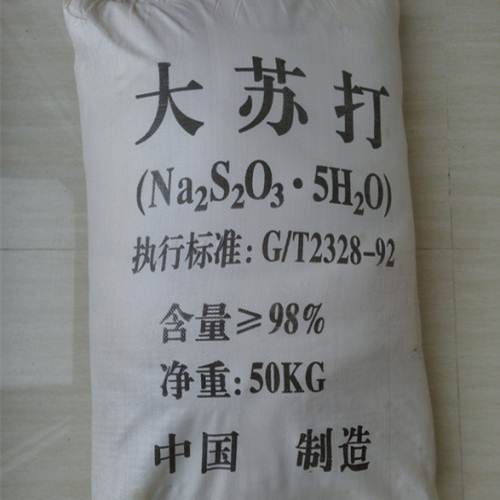 大苏打
(Na₂S₂O₃·5H₂O)
执行标准:G/T2328-92
含量≥98%
净重:50KG
中国 制造